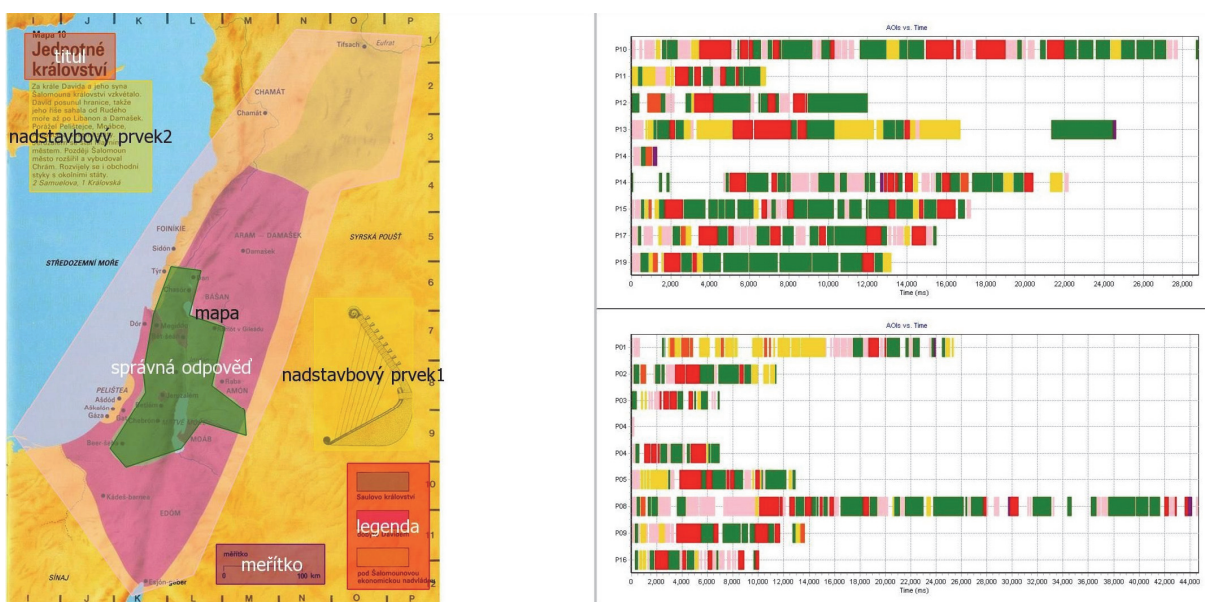 I J K L M N O P
Mapa 10
Jednotné
titul
království
Za krále Davida a jeho syna
Šalomouna království vzkvétalo.
David posunul hranice, takže
jeho říše sahala od Rudého
moře až po Libanon a Damašek.
Porážel Pelištejce, Moábce,
nadstavbový prvek2
městem. Později Šalomoun
město rozšířil a vybudoval
Chrám. Rozvíjely se i obchodní
styky s okolními státy.
2 Samuelova, 1 Královská
Tifsach
Eufrat
CHAMÁT
Chamát
1
2
3
4
5
6
7
8
9
10
11
12
FOINÍKIE
ARAM — DAMAŠEK
SYRSKÁ POUŠŤ
Sidón
Damašek
STŘEDOZEMNÍ MOŘE
Týr
BÁŠAN
mapa
Dór
správná odpověď
nadstavbový prvek1
PELIŠTEA
Ašdód
Aškalón
Gáza
AMÓN
MOÁB
Kádeš-barnea
EDÓM
Saulovo království
legenda
pod Šalomounovou
ekonomickou nadvládou
měřítko
měřítko
0 100 km
SÍNAJ
I J K L M N O P
AOIs vs. Time
P10
P11
P12
P13
P14
P14
P15
P17
P19
0 2,000 4,000 6,000 8,000 10,000 12,000 14,000 16,000 18,000 20,000 22,000 24,000 26,000 28,000
Time (ms)
AOIs vs. Time
P01
P02
P03
P04
P04
P05
P08
P09
P16
0 2,000 4,000 6,000 8,000 10,000 12,000 14,000 16,000 18,000 20,000 22,000 24,000 26,000 28,000 30,000 32,000 34,000 36,000 38,000 40,000 42,000 44,000
Time (ms)